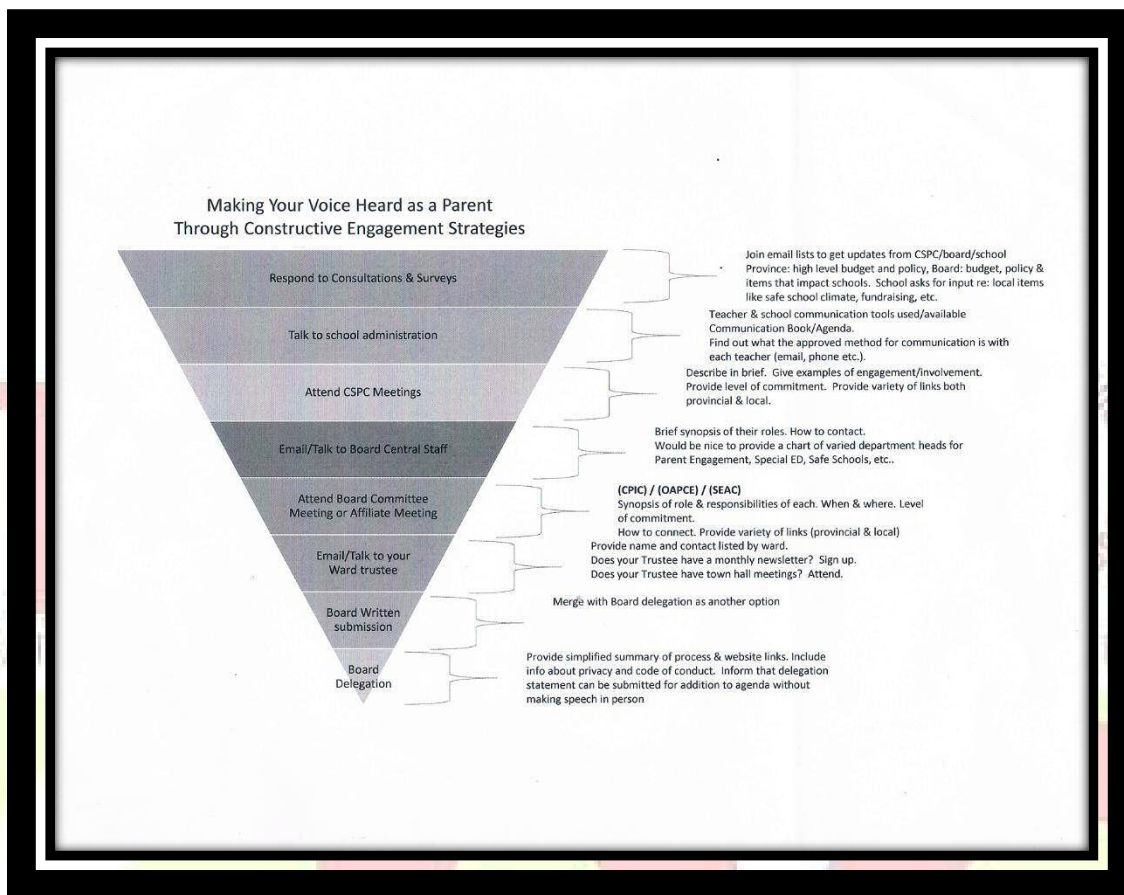 Making Your Voice Heard as a Parent
Through Constructive Engagement Strategies
Respond to Consultations & Surveys
Join email lists to get updates from CSPC/board/school
Province: high level budget and policy, Board: budget, policy &
items that impact schools. School asks for input re: local items
like safe school climate, fundraising, etc.
Talk to school administration
Teacher & school communication tools used/available
Communication Book/Agenda.
Find out what the approved method for communication is with
each teacher (email, phone etc.).
Attend CSPC Meetings
Describe in brief. Give examples of engagement/involvement.
Provide level of commitment. Provide variety of links both
provincial & local.
Email/Talk to Board Central Staff
Brief synopsis of their roles. How to contact.
Would be nice to provide a chart of varied department heads for
Parent Engagement, Special ED, Safe Schools, etc..
Attend Board Committee
Meeting or Affiliate Meeting
(CPIC) / (OAPCE) / (SEAC)
Synopsis of role & responsibilities of each. When & where. Level
of commitment.
How to connect. Provide variety of links (provincial & local)
Email/Talk to your
Ward trustee
Provide name and contact listed by ward.
Does your Trustee have a monthly newsletter? Sign up.
Does your Trustee have town hall meetings? Attend.
Board Written
submission
Merge with Board delegation as another option
Board
Delegation
Provide simplified summary of process & website links. Include
info about privacy and code of conduct. Inform that delegation
statement can be submitted for addition to agenda without
making speech in person